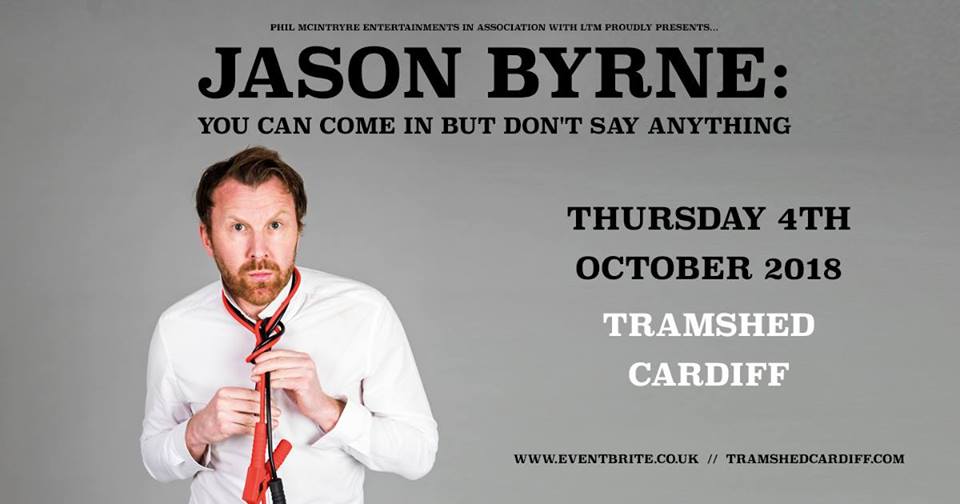 PHIL MCINTRYRE ENTERTAINMENTS IN ASSOCIATION WITH LTM PROUDLY PRESENTS...
JASON BYRNE:
YOU CAN COME IN BUT DON'T SAY ANYTHING
THURSDAY 4TH
OCTOBER 2018
TRAMSHED
CARDIFF
WWW.EVENTBRITE.CO.UK // TRAMSHEDCARDIFF.COM